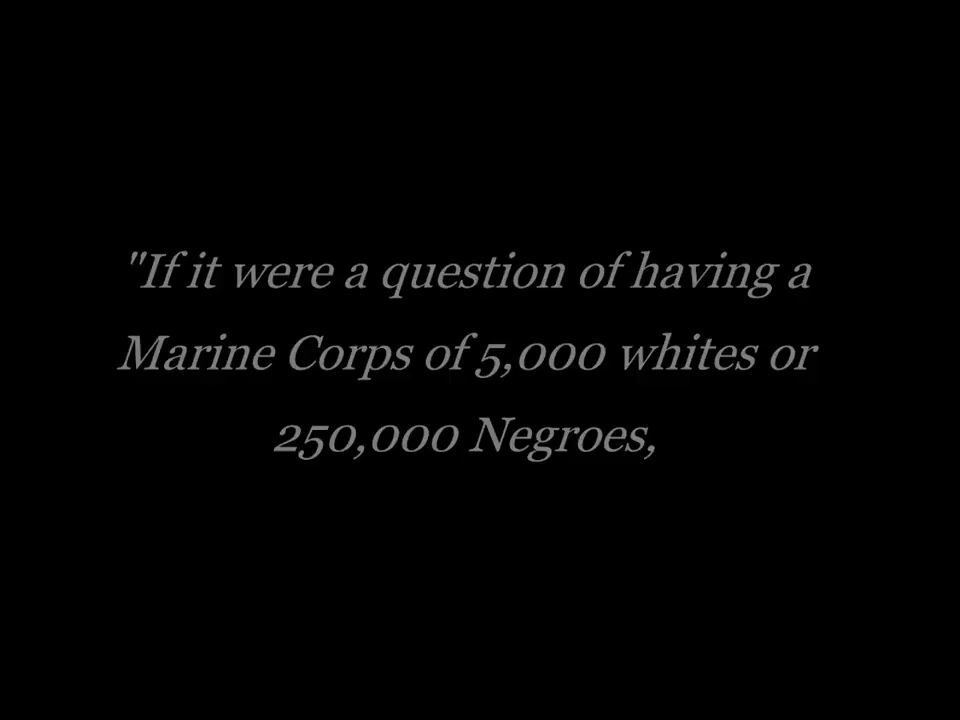 "If it were a question of having a
Marine Corps of 5,000 whites or
250,000 Negroes,